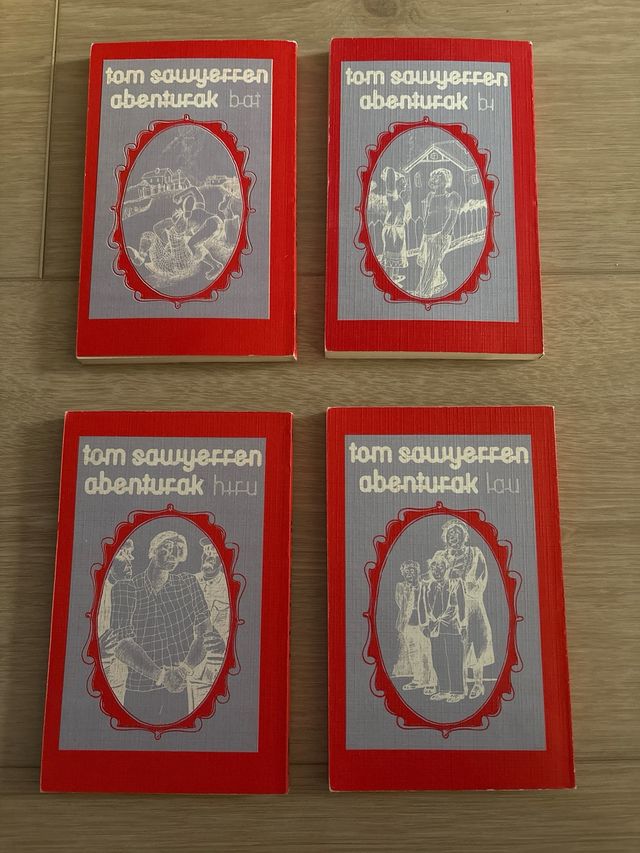 tom sawyerren
abenturak bat
tom sawyerren
abenturak bi
tom sawyerren
abenturak hiru
tom sawyerren
abenturak lau